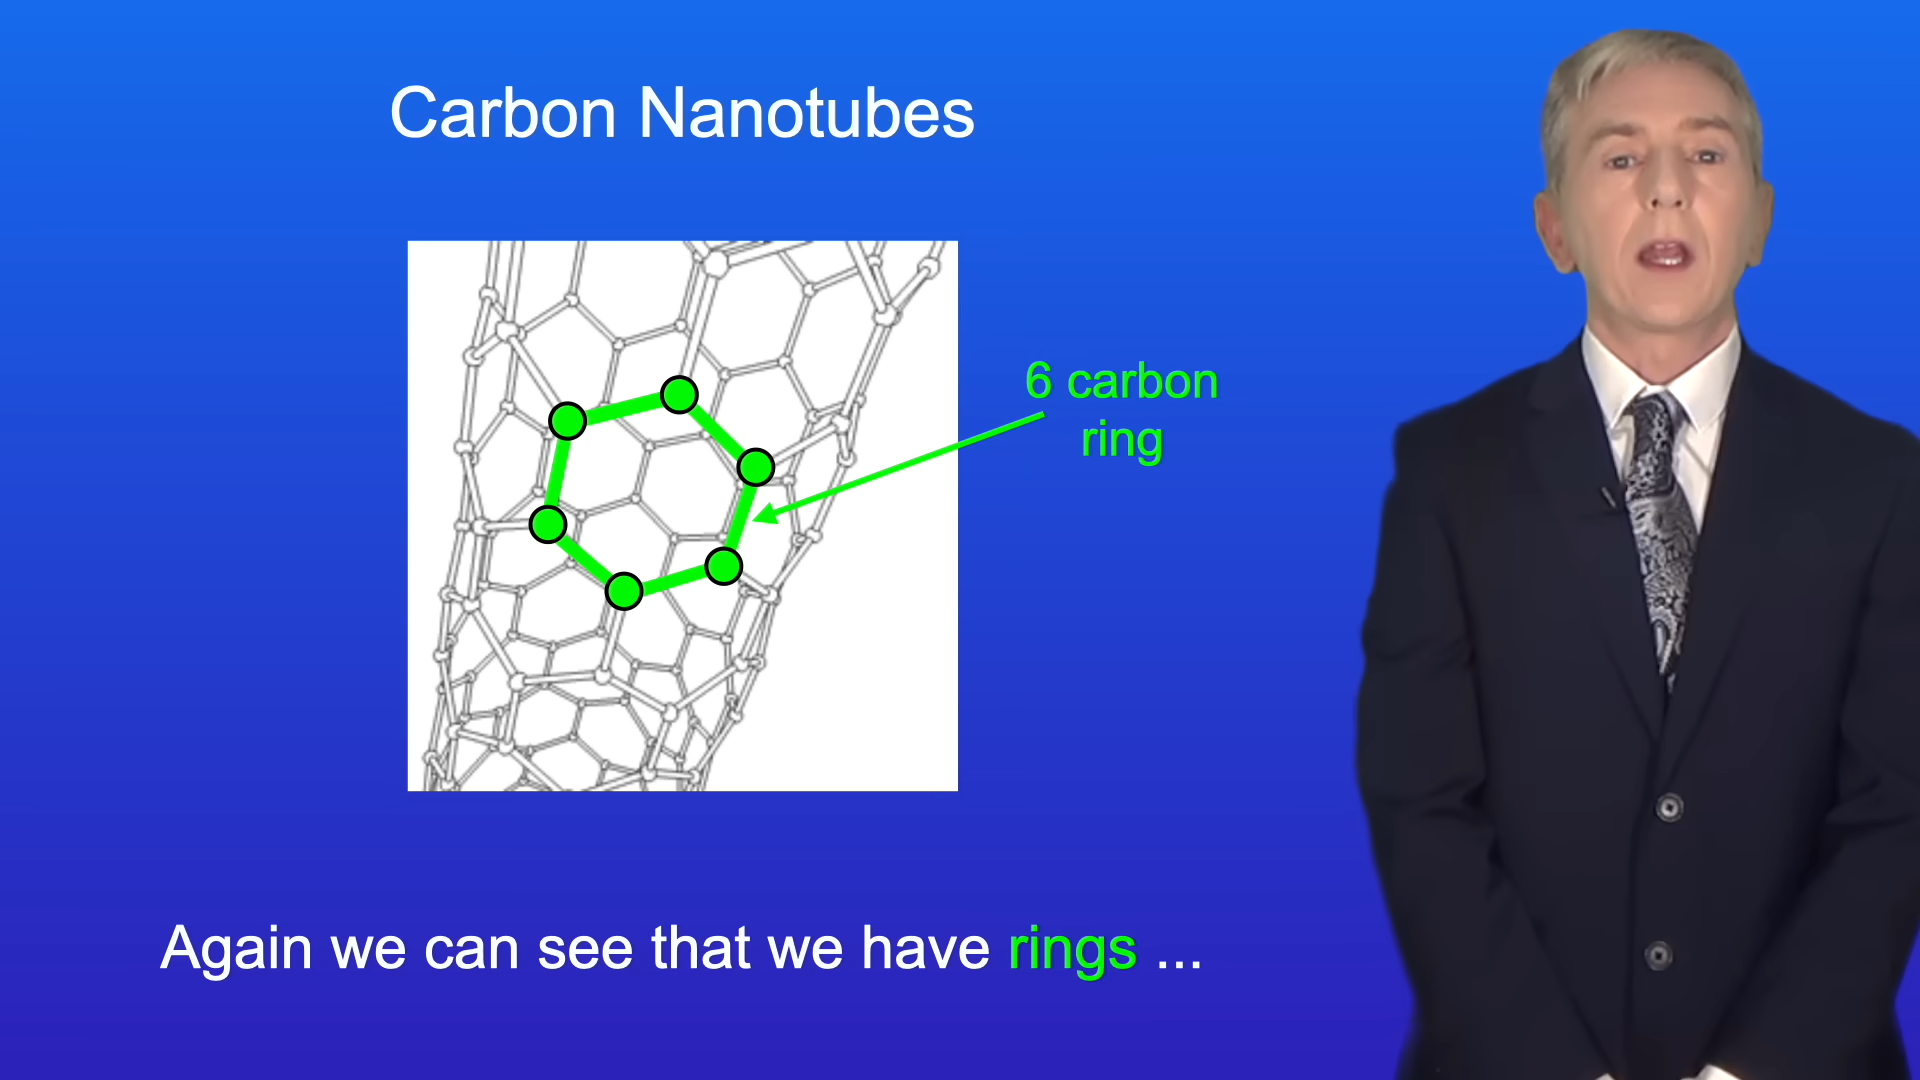 Carbon Nanotubes
6 carbon
ring
Again we can see that we have rings ...